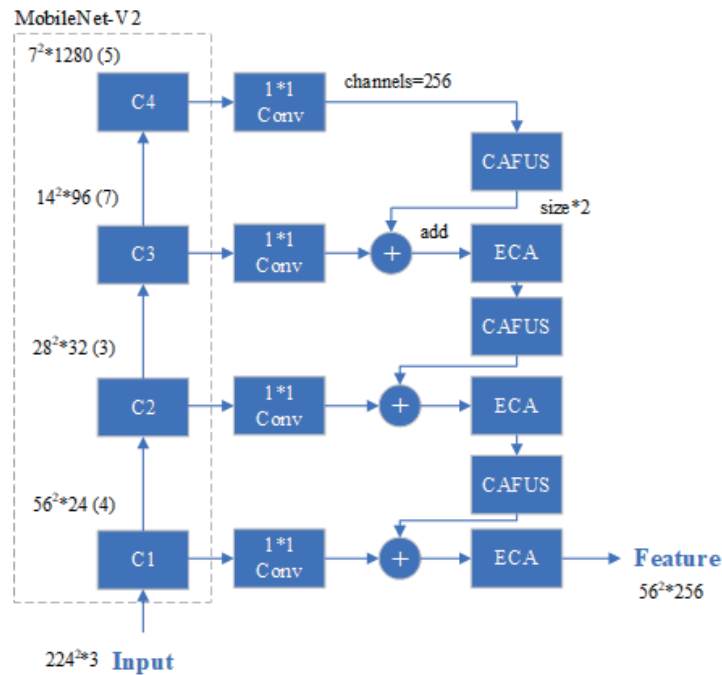 MobileNet-V2
7²*1280 (5)
C4
1*1
Conv
channels=256
CAFUS
14²*96 (7)
size*2
C3
1*1
Conv
+
add
ECA
CAFUS
28²*32 (3)
C2
1*1
Conv
+
ECA
CAFUS
56²*24 (4)
C1
1*1
Conv
+
ECA
Feature
56²*256
224²*3 Input